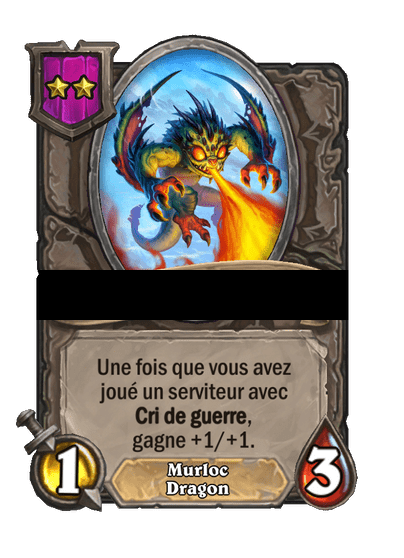 Une fois que vous avez
joué un serviteur avec
Cri de guerre,
gagne +1/+1.
1
Murloc
Dragon
3